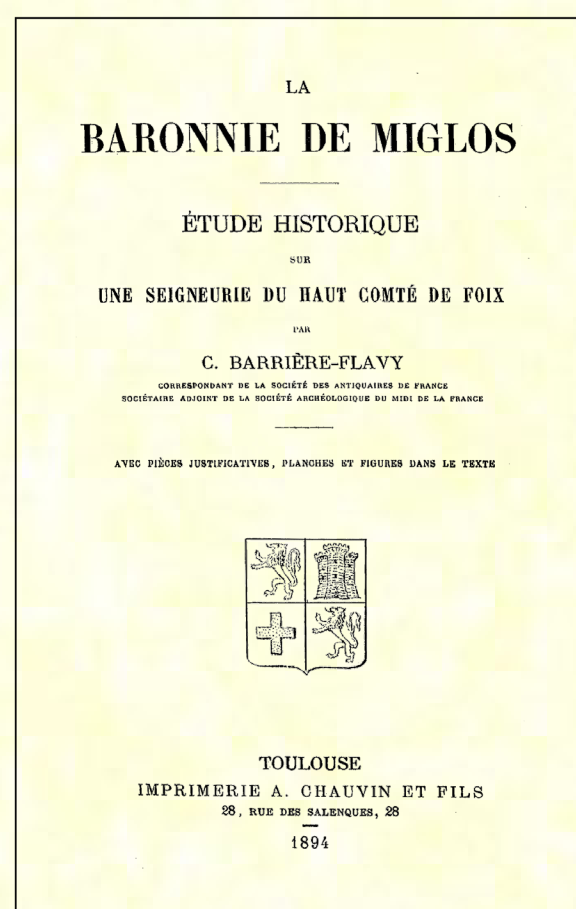 LA
BARONNIE DE MIGLOS
ÉTUDE HISTORIQUE
SUR
UNE SEIGNEURIE DU HAUT COMTÉ DE FOIX
PAR
C. BARRIÈRE-FLAVY
CORRESPONDANT DE LA SOCIÉTÉ DES ANTIQUAIRES DE FRANCE
SOCIÉTAIRE ADJOINT DE LA SOCIÉTÉ ARCHÉOLOGIQUE DU MIDI DE LA FRANCE
AVEC PIÈCES JUSTIFICATIVES, PLANCHES ET FIGURES DANS LE TEXTE
TOULOUSE
IMPRIMERIE A. CHAUVIN ET FILS
28, RUE DES SALENQUES, 28
1894